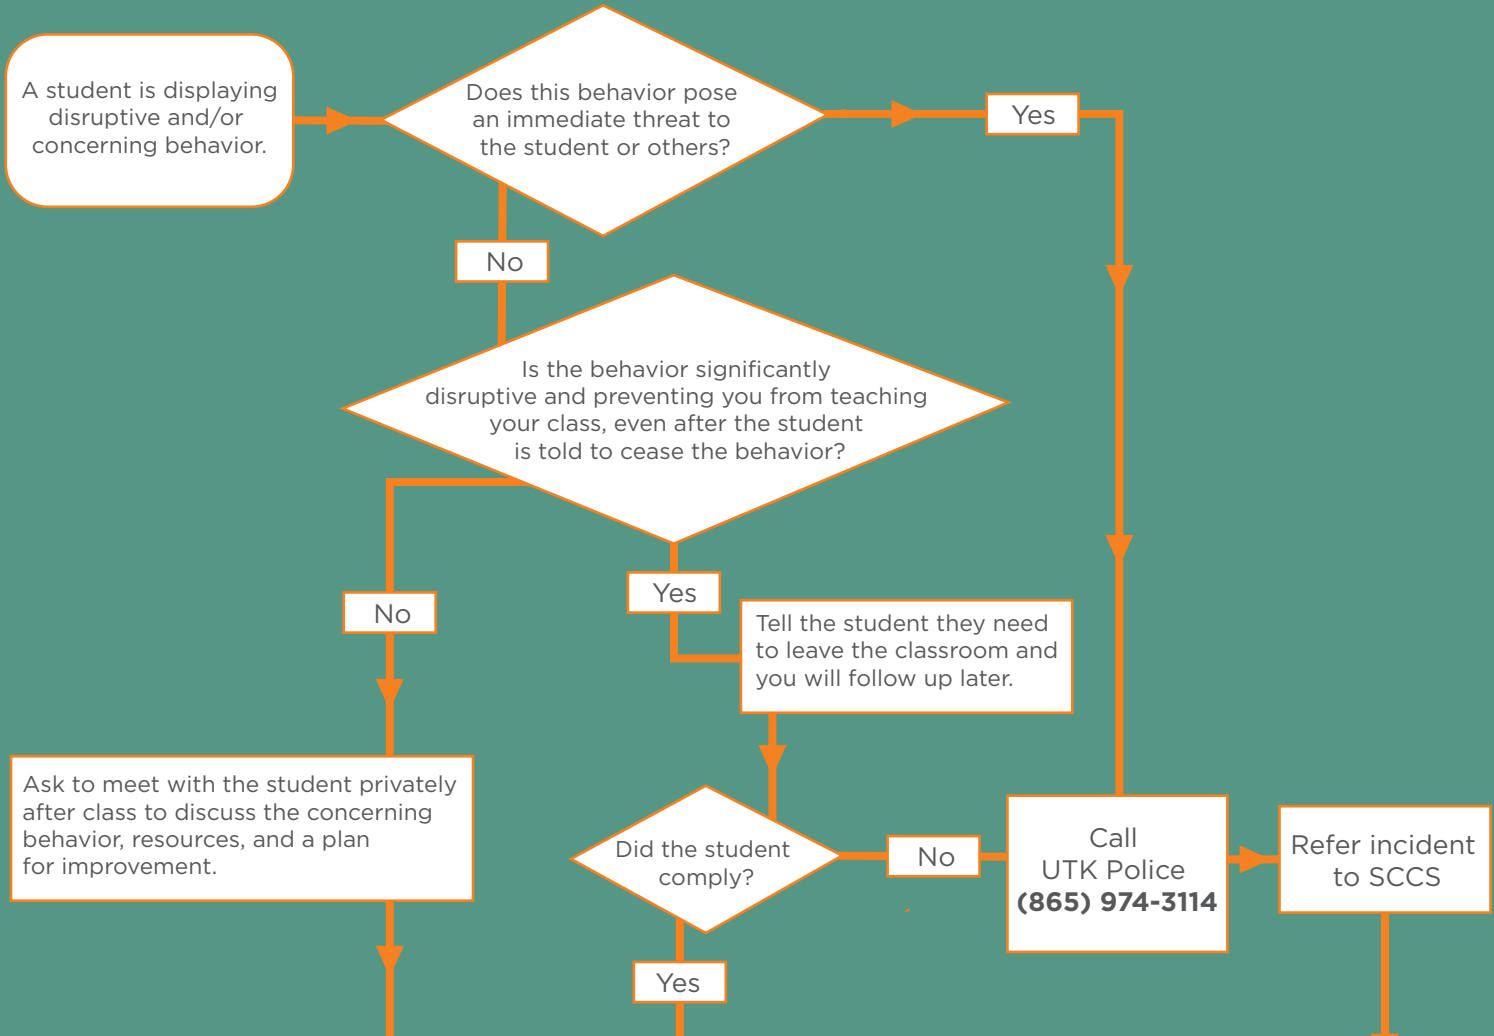 A student is displaying
disruptive and/or
concerning behavior.
Does this behavior pose
an immediate threat to
the student or others?
Yes
No
Is the behavior significantly
disruptive and preventing you from teaching
your class, even after the student
is told to cease the behavior?
No
Yes
Tell the student they need
to leave the classroom and
you will follow up later.
Ask to meet with the student privately
after class to discuss the concerning
behavior, resources, and a plan
for improvement.
Did the student
comply?
No
Call
UTK Police
(865) 974-3114
Refer incident
to SCCS
Yes